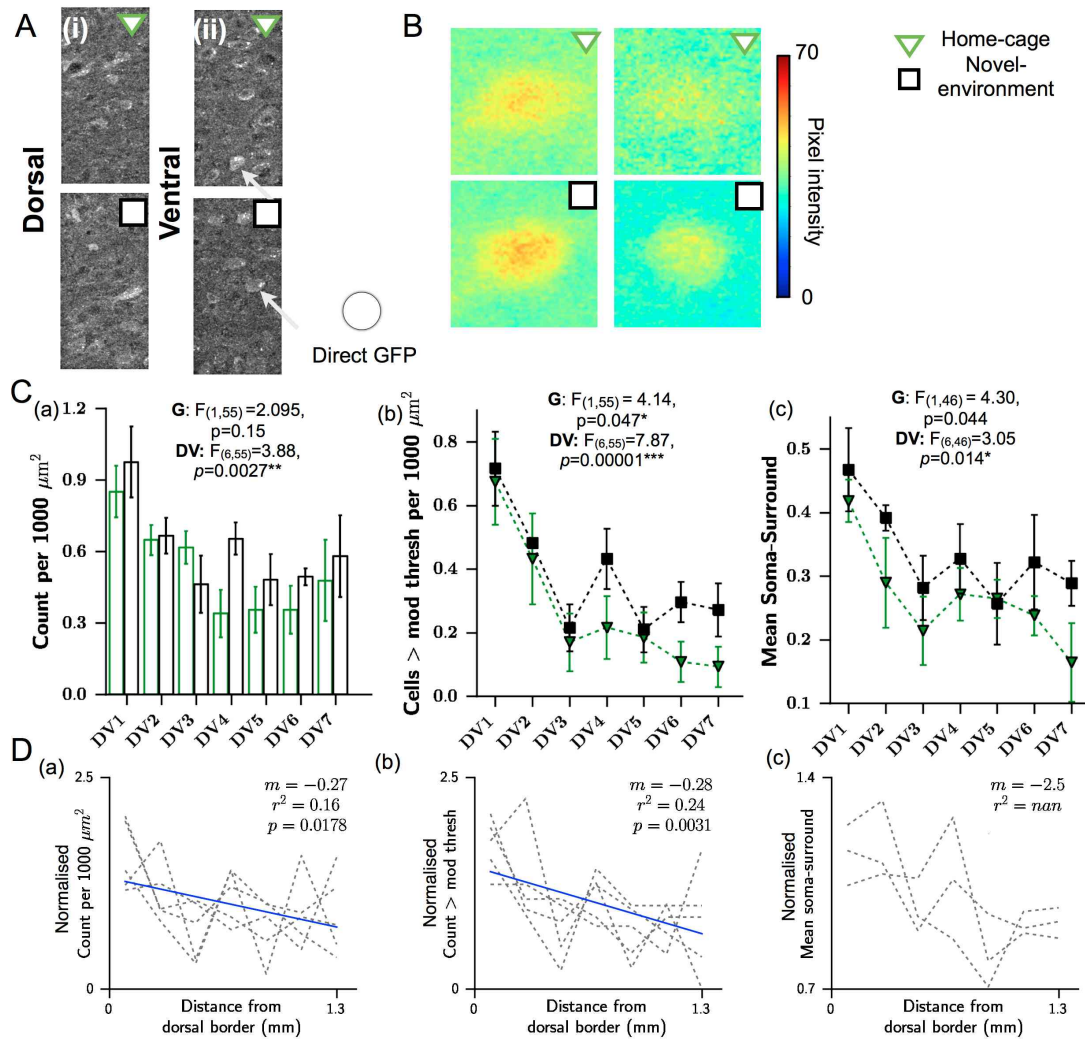 A
(i)
(ii)
Dorsal
Ventral
Direct GFP
B
70
Pixel intensity
0
Home-cage
Novel-
environment
C
(a)
G: F(1,55)=2.095,
p=0.15
DV: F(6,55)=3.88,
p=0.0027**
Count per 1000 μm²
1.2
0.9
0.6
0.3
0.0
DV1
DV2
DV3
DV4
DV5
DV6
DV7
(b)
G: F(1,55) = 4.14,
p=0.047*
DV: F(6,55)=7.87,
p=0.00001***
Cells > mod thresh per 1000 μm²
0.8
0.6
0.4
0.2
0.0
DV1
DV2
DV3
DV4
DV5
DV6
DV7
(c)
G: F(1,46) = 4.30,
p=0.044
DV: F(6,46)=3.05
p=0.014*
Mean Soma-Surround
0.5
0.4
0.3
0.2
0.1
DV1
DV2
DV3
DV4
DV5
DV6
DV7
D
(a)
m = −0.27
r² = 0.16
p = 0.0178
Normalised
Count per 1000 μm²
2.5
0
0
1.3
Distance from
dorsal border (mm)
(b)
m = −0.28
r² = 0.24
p = 0.0031
Normalised
Count > mod thresh
2.5
0
0
1.3
Distance from
dorsal border (mm)
(c)
m = −2.5
r² = nan
Normalised
Mean soma-surround
1.4
0.7
0
1.3
Distance from
dorsal border (mm)